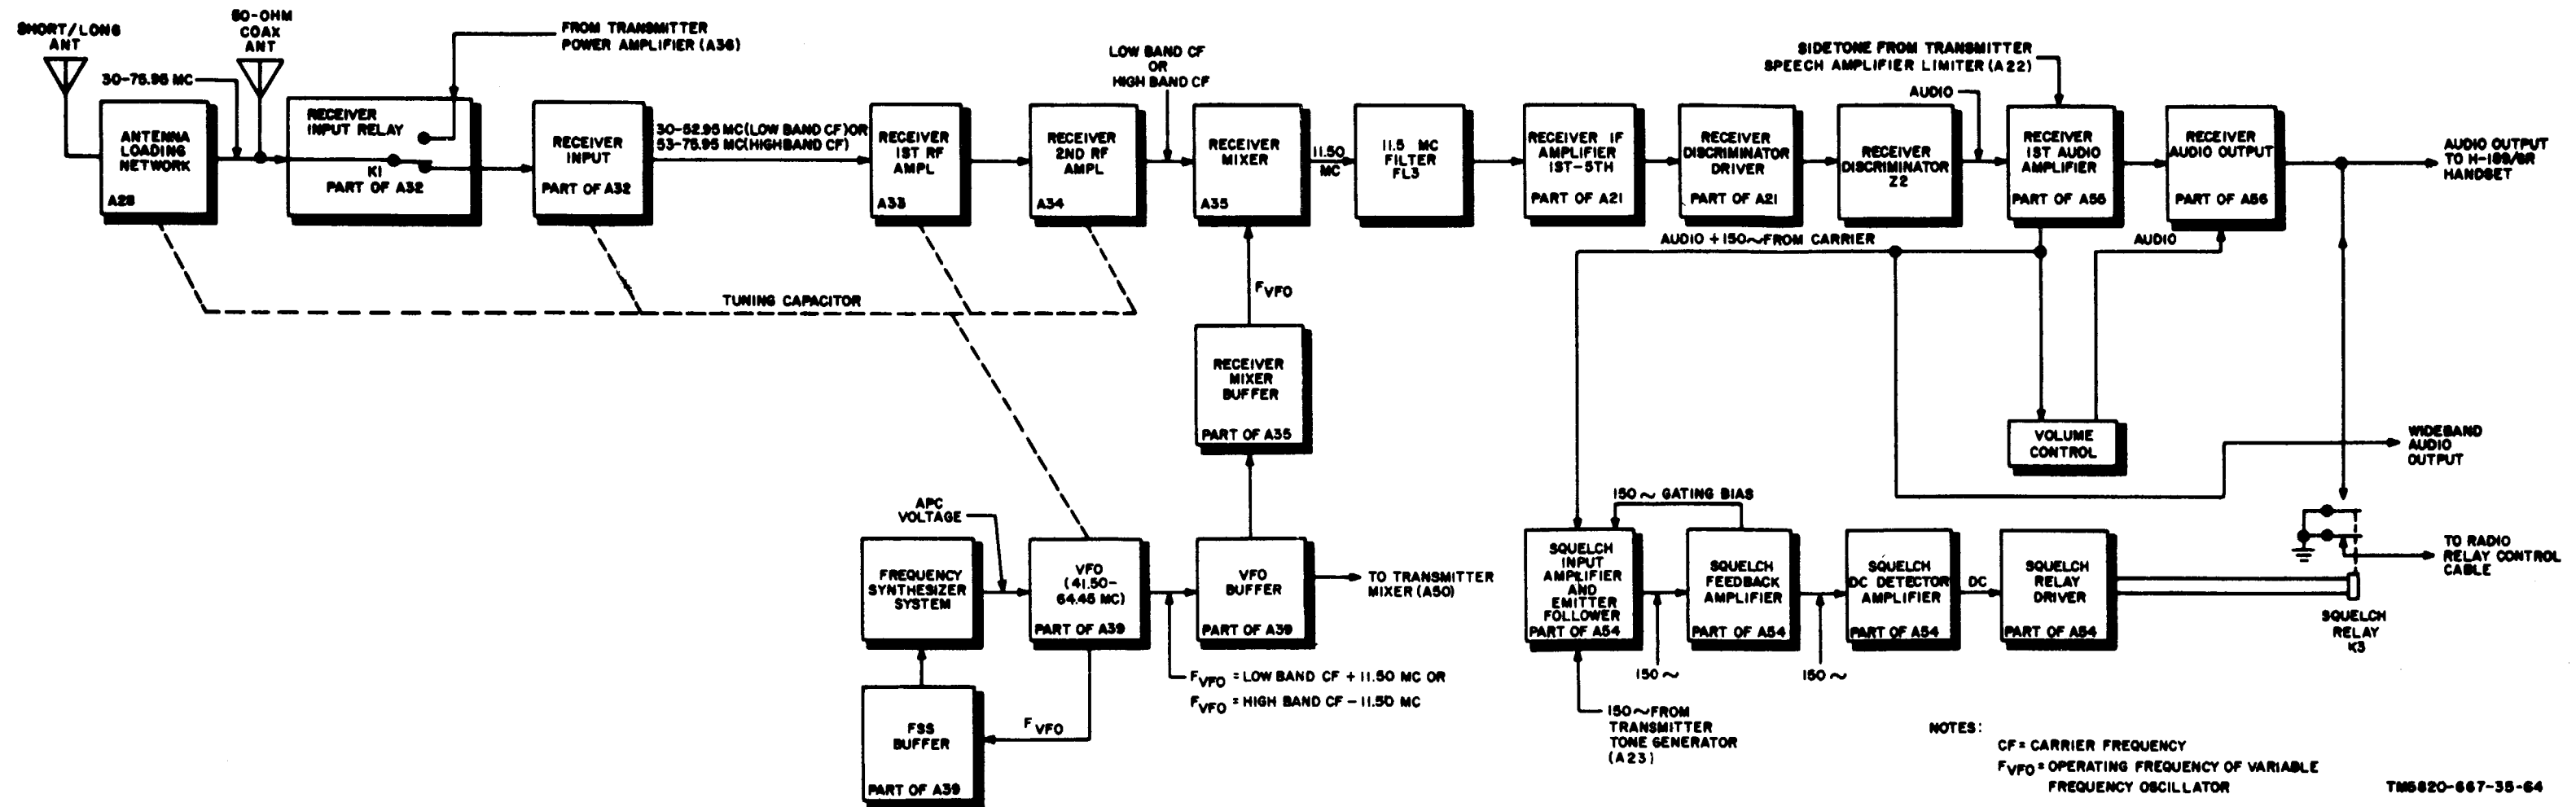 SHORT/LONG
ANT
50-OHM
COAX
ANT
FROM TRANSMITTER
POWER AMPLIFIER (A36)
30-75.95 MC
ANTENNA
LOADING
NETWORK
A28
RECEIVER
INPUT RELAY
K1
PART OF A32
RECEIVER
INPUT
PART OF A32
30-52.95 MC (LOW BAND CF) OR
53-75.95 MC (HIGH BAND CF)
RECEIVER
1ST RF
AMPL
A33
RECEIVER
2ND RF
AMPL
A34
LOW BAND CF
OR
HIGH BAND CF
RECEIVER
MIXER
A35
11.50
MC
11.5 MC
FILTER
FL3
RECEIVER IF
AMPLIFIER
1ST-5TH
PART OF A21
RECEIVER
DISCRIMINATOR
DRIVER
PART OF A21
RECEIVER
DISCRIMINATOR
Z2
AUDIO
SIDETONE FROM TRANSMITTER
SPEECH AMPLIFIER LIMITER (A22)
RECEIVER
1ST AUDIO
AMPLIFIER
PART OF A55
RECEIVER
AUDIO OUTPUT
PART OF A56
AUDIO OUTPUT
TO H-189/GR
HANDSET
AUDIO + 150~ FROM CARRIER
AUDIO
TUNING CAPACITOR
FVFO
RECEIVER
MIXER
BUFFER
PART OF A35
VOLUME
CONTROL
WIDEBAND
AUDIO
OUTPUT
APC
VOLTAGE
FREQUENCY
SYNTHESIZER
SYSTEM
VFO
(41.50-
64.45 MC)
PART OF A39
VFO
BUFFER
PART OF A39
TO TRANSMITTER
MIXER (A50)
150~ GATING BIAS
SQUELCH
INPUT
AMPLIFIER
AND
EMITTER
FOLLOWER
PART OF A54
SQUELCH
FEEDBACK
AMPLIFIER
PART OF A54
SQUELCH
DC DETECTOR
AMPLIFIER
PART OF A54
DC
SQUELCH
RELAY
DRIVER
PART OF A54
TO RADIO
RELAY CONTROL
CABLE
SQUELCH
RELAY
K3
150~
150~
FVFO = LOW BAND CF + 11.50 MC OR
FVFO = HIGH BAND CF - 11.50 MC
FSS
BUFFER
PART OF A39
FVFO
150~ FROM
TRANSMITTER
TONE GENERATOR
(A23)
NOTES:
CF = CARRIER FREQUENCY
FVFO = OPERATING FREQUENCY OF VARIABLE
FREQUENCY OSCILLATOR
TM5820-667-35-64